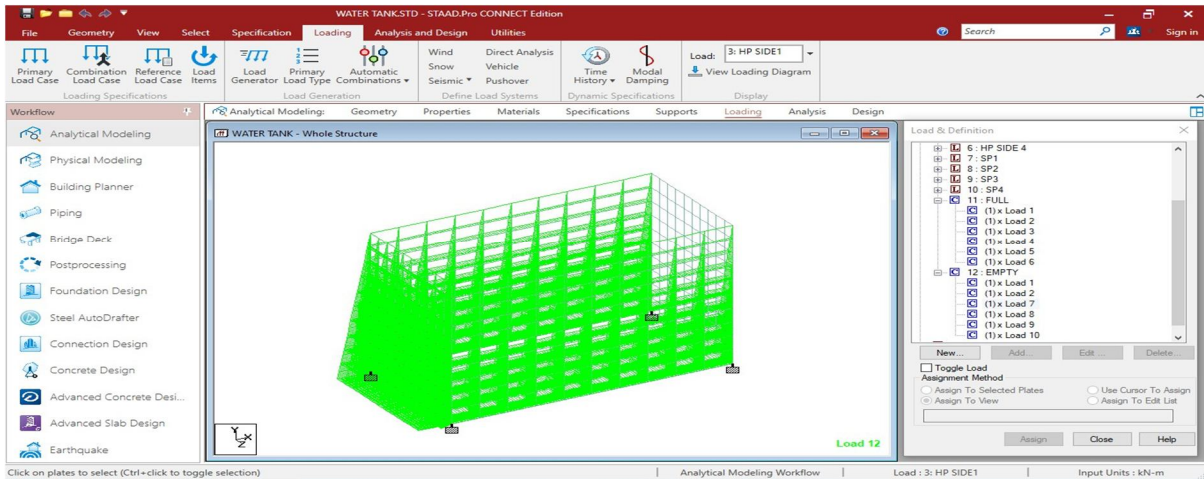 WATER TANK.STD - STAAD.Pro CONNECT Edition
File Geometry View Select Specification Loading Analysis and Design Utilities Search Sign in
Primary Load Case
Combination Load Case
Reference Load Case
Load Items
Loading Specifications
Load Generator
Primary Load Type
Automatic Combinations
Load Generation
Wind
Snow
Seismic
Direct Analysis
Vehicle
Pushover
Define Load Systems
Time History
Modal Damping
Dynamic Specifications
Load: 3: HP SIDE1
View Loading Diagram
Display
Workflow
Analytical Modeling
Physical Modeling
Building Planner
Piping
Bridge Deck
Postprocessing
Foundation Design
Steel AutoDrafter
Connection Design
Concrete Design
Advanced Concrete Desi...
Advanced Slab Design
Earthquake
Analytical Modeling: Geometry Properties Materials Specifications Supports Loading Analysis Design
WATER TANK - Whole Structure
Y
X
Z
Load 12
Load & Definition
L 6 : HP SIDE 4
L 7 : SP1
L 8 : SP2
L 9 : SP3
L 10 : SP4
C 11 : FULL
C (1) x Load 1
C (1) x Load 2
C (1) x Load 3
C (1) x Load 4
C (1) x Load 5
C (1) x Load 6
C 12 : EMPTY
C (1) x Load 1
C (1) x Load 2
C (1) x Load 7
C (1) x Load 8
C (1) x Load 9
C (1) x Load 10
New... Add... Edit ... Delete...
Toggle Load
Assignment Method
Assign To Selected Plates Use Cursor To Assign
Assign To View Assign To Edit List
Assign Close Help
Click on plates to select (Ctrl+click to toggle selection) Analytical Modeling Workflow Load : 3: HP SIDE1 Input Units : kN-m